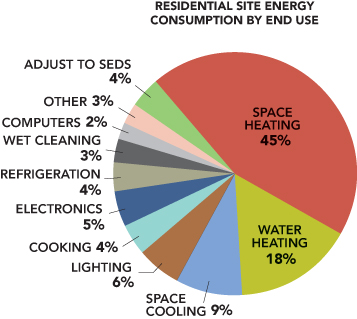 RESIDENTIAL SITE ENERGY
CONSUMPTION BY END USE
ADJUST TO SEDS
4%
OTHER 3%
COMPUTERS 2%
WET CLEANING
3%
REFRIGERATION
4%
ELECTRONICS
5%
COOKING 4%
LIGHTING
6%
SPACE
COOLING 9%
WATER
HEATING
18%
SPACE
HEATING
45%